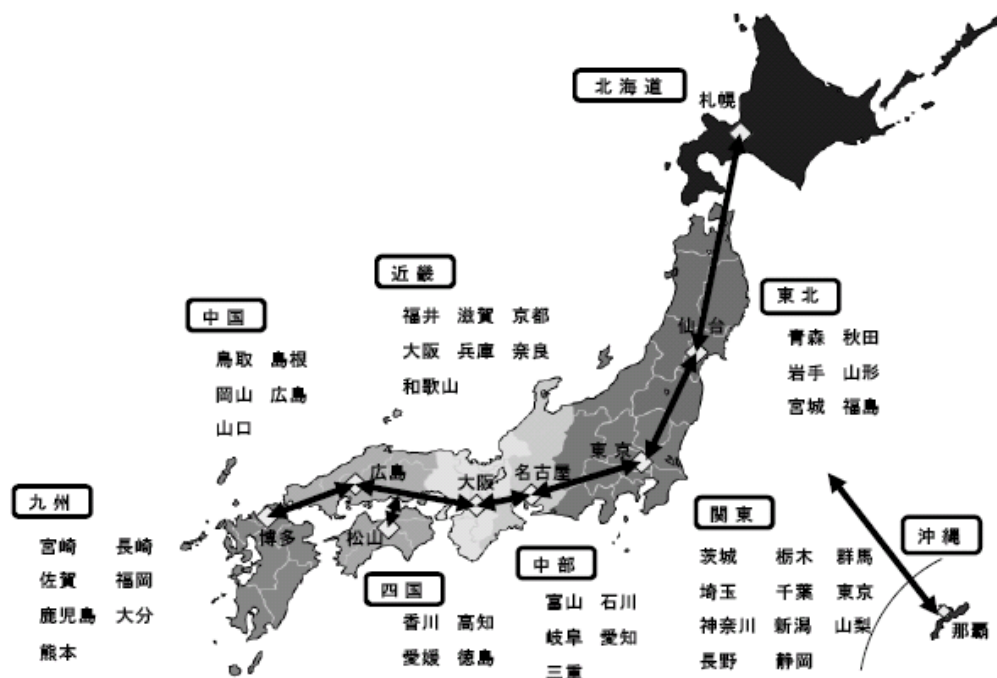 北海道
札幌
近畿
福井 滋賀 京都
大阪 兵庫 奈良
和歌山
中国
鳥取 島根
岡山 広島
山口
東北
青森 秋田
岩手 山形
宮城 福島
仙台
東京
名古屋
大阪
広島
松山
博多
九州
宮崎 長崎
佐賀 福岡
鹿児島 大分
熊本
四国
香川 高知
愛媛 徳島
中部
富山 石川
岐阜 愛知
三重
関東
茨城 栃木 群馬
埼玉 千葉 東京
神奈川 新潟 山梨
長野 静岡
沖縄
那覇